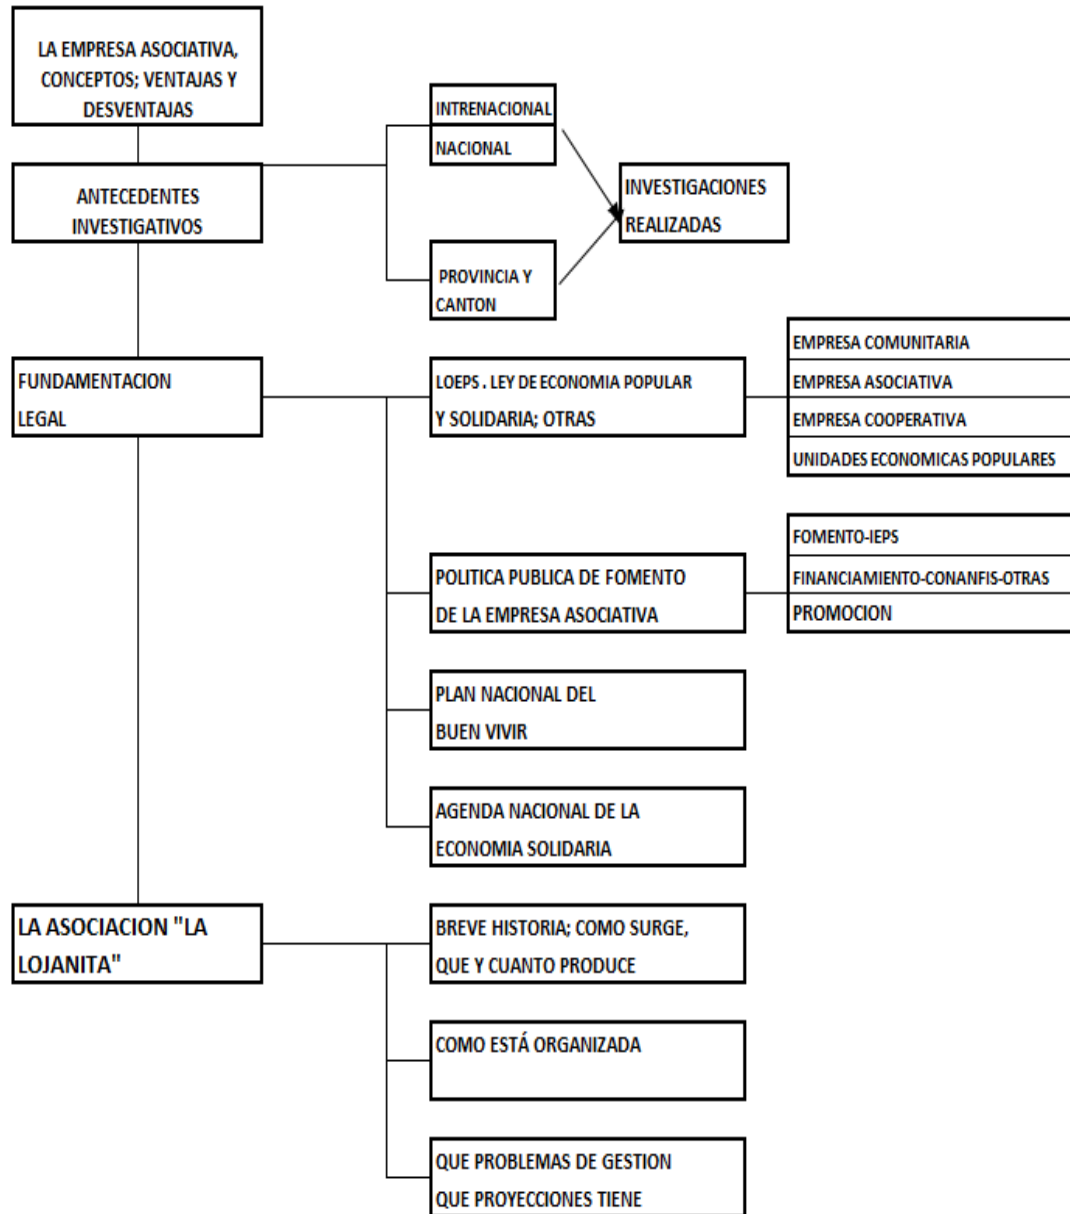 LA EMPRESA ASOCIATIVA,
CONCEPTOS; VENTAJAS Y
DESVENTAJAS
ANTECEDENTES
INVESTIGATIVOS
INTRENACIONAL
NACIONAL
PROVINCIA Y
CANTON
INVESTIGACIONES
REALIZADAS
FUNDAMENTACION
LEGAL
LOEPS . LEY DE ECONOMIA POPULAR
Y SOLIDARIA; OTRAS
EMPRESA COMUNITARIA
EMPRESA ASOCIATIVA
EMPRESA COOPERATIVA
UNIDADES ECONOMICAS POPULARES
POLITICA PUBLICA DE FOMENTO
DE LA EMPRESA ASOCIATIVA
FOMENTO-IEPS
FINANCIAMIENTO-CONANFIS-OTRAS
PROMOCION
PLAN NACIONAL DEL
BUEN VIVIR
AGENDA NACIONAL DE LA
ECONOMIA SOLIDARIA
LA ASOCIACION "LA
LOJANITA"
BREVE HISTORIA; COMO SURGE,
QUE Y CUANTO PRODUCE
COMO ESTÁ ORGANIZADA
QUE PROBLEMAS DE GESTION
QUE PROYECCIONES TIENE